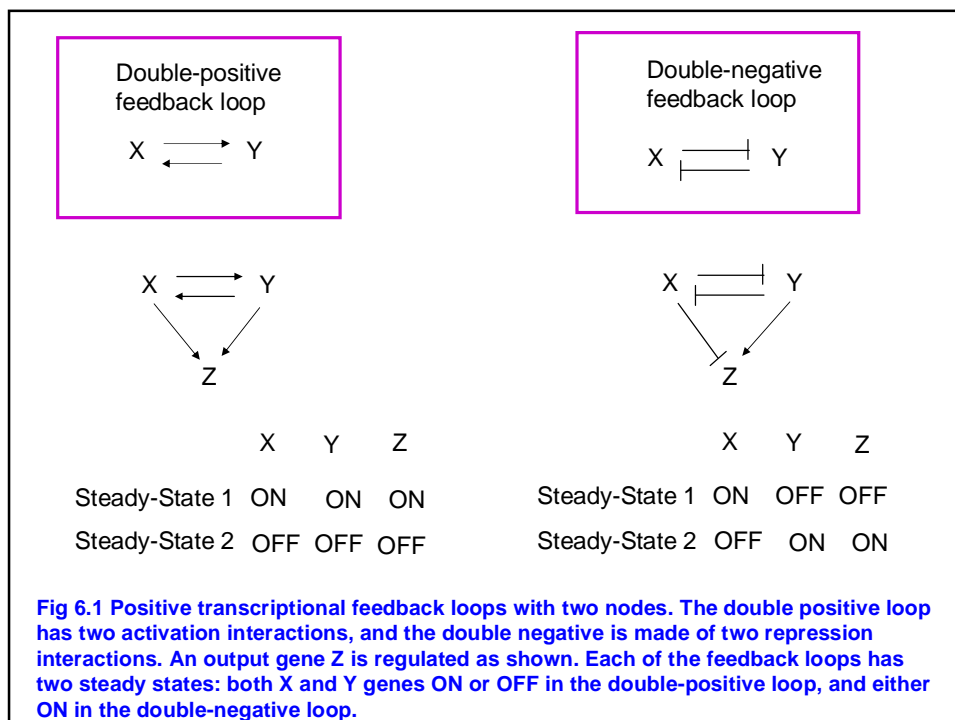 Double-positive
feedback loop
X Y
Double-negative
feedback loop
X Y
X Y
Z
X Y
Z
X Y Z
Steady-State 1 ON ON ON
Steady-State 2 OFF OFF OFF
X Y Z
Steady-State 1 ON OFF OFF
Steady-State 2 OFF ON ON
Fig 6.1 Positive transcriptional feedback loops with two nodes. The double positive loop
has two activation interactions, and the double negative is made of two repression
interactions. An output gene Z is regulated as shown. Each of the feedback loops has
two steady states: both X and Y genes ON or OFF in the double-positive loop, and either
ON in the double-negative loop.